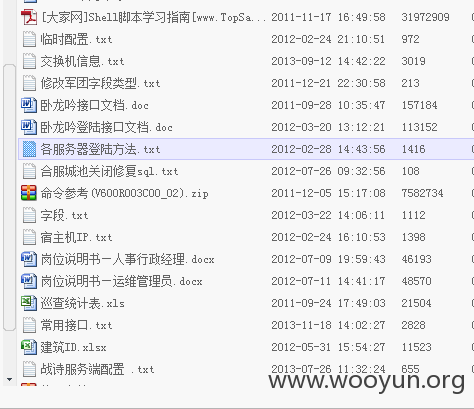 [大家网]Shell脚本学习指南[www.TopSa... 2011-11-17 16:49:58 31972909
临时配置.txt 2012-02-24 21:10:51 972
交换机信息.txt 2013-09-12 14:42:22 3019
修改军团字段类型.txt 2011-12-21 22:30:58 213
卧龙吟接口文档.doc 2011-09-28 10:35:47 157184
卧龙吟登陆接口文档.doc 2012-03-20 13:12:21 113152
各服务器登陆方法.txt 2012-02-28 14:43:56 1416
合服城池关闭修复sql.txt 2012-07-26 09:32:56 108
命令参考(V600R003C00_02).zip 2011-12-05 15:17:08 7582734
字段.txt 2012-03-22 14:06:11 1112
宿主机IP.txt 2012-02-24 16:10:53 1398
岗位说明书—人事行政经理.docx 2012-07-09 19:59:43 46193
岗位说明书—运维管理员.docx 2012-07-11 14:41:17 48570
巡查统计表.xls 2011-09-24 17:49:03 21504
常用接口.txt 2013-11-18 14:02:27 2828
建筑ID.xlsx 2012-05-31 15:54:27 11523
战诗服务端配置 .txt 2013-07-26 11:32:24 655
www.wooyun.org